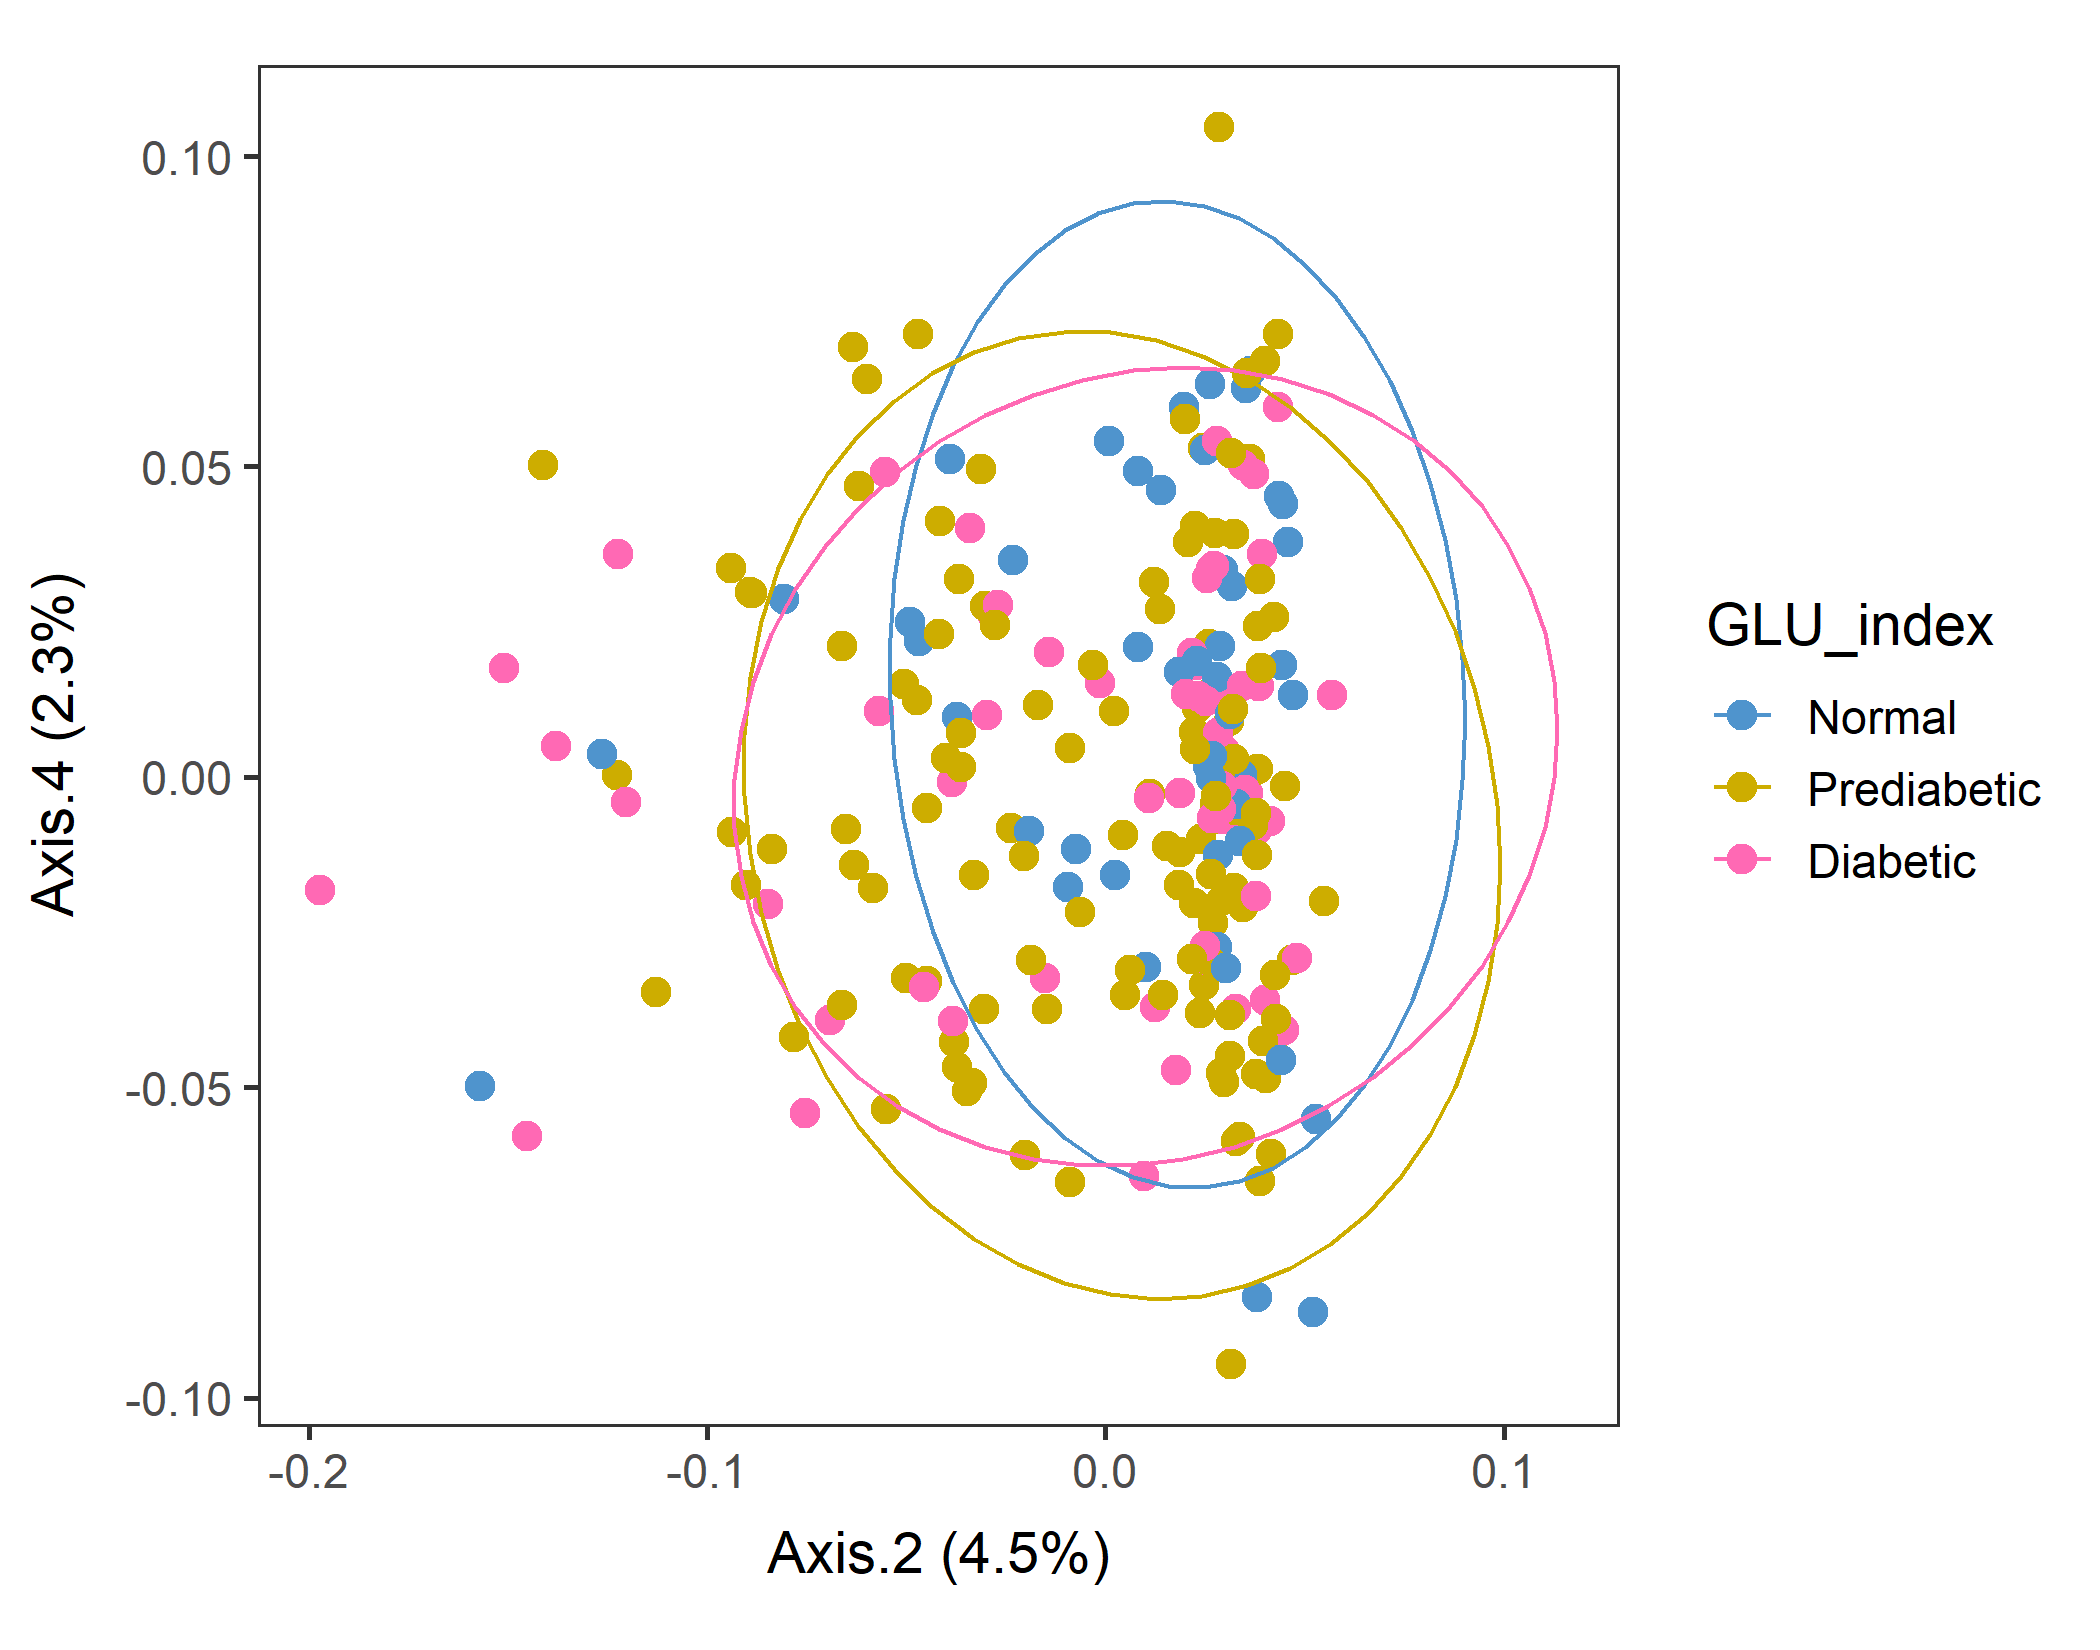 0.10
0.05
0.00
-0.05
-0.10
Axis.4 (2.3%)
-0.2
-0.1
0.0
0.1
Axis.2 (4.5%)
GLU_index
Normal
Prediabetic
Diabetic